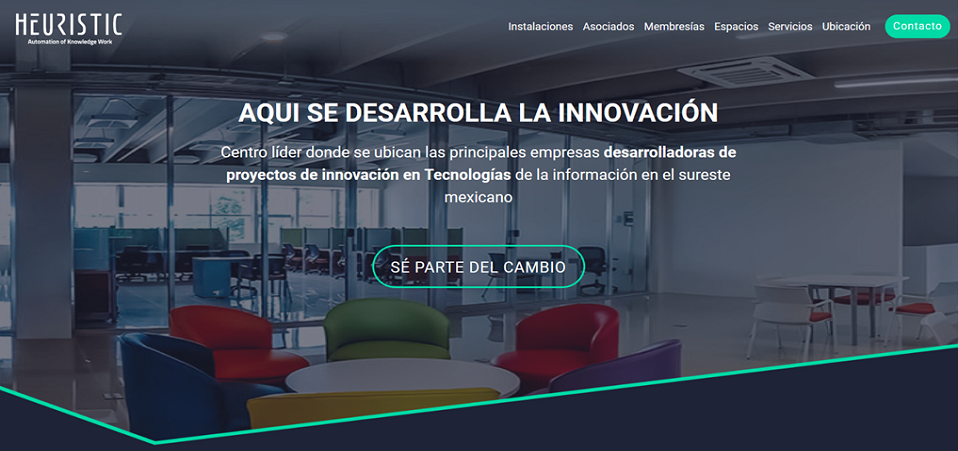 HEURISTIC
Automation of Knowledge Work
Instalaciones Asociados Membresías Espacios Servicios Ubicación Contacto
AQUI SE DESARROLLA LA INNOVACIÓN
Centro líder donde se ubican las principales empresas desarrolladoras de
proyectos de innovación en Tecnologías de la información en el sureste
mexicano
SÉ PARTE DEL CAMBIO